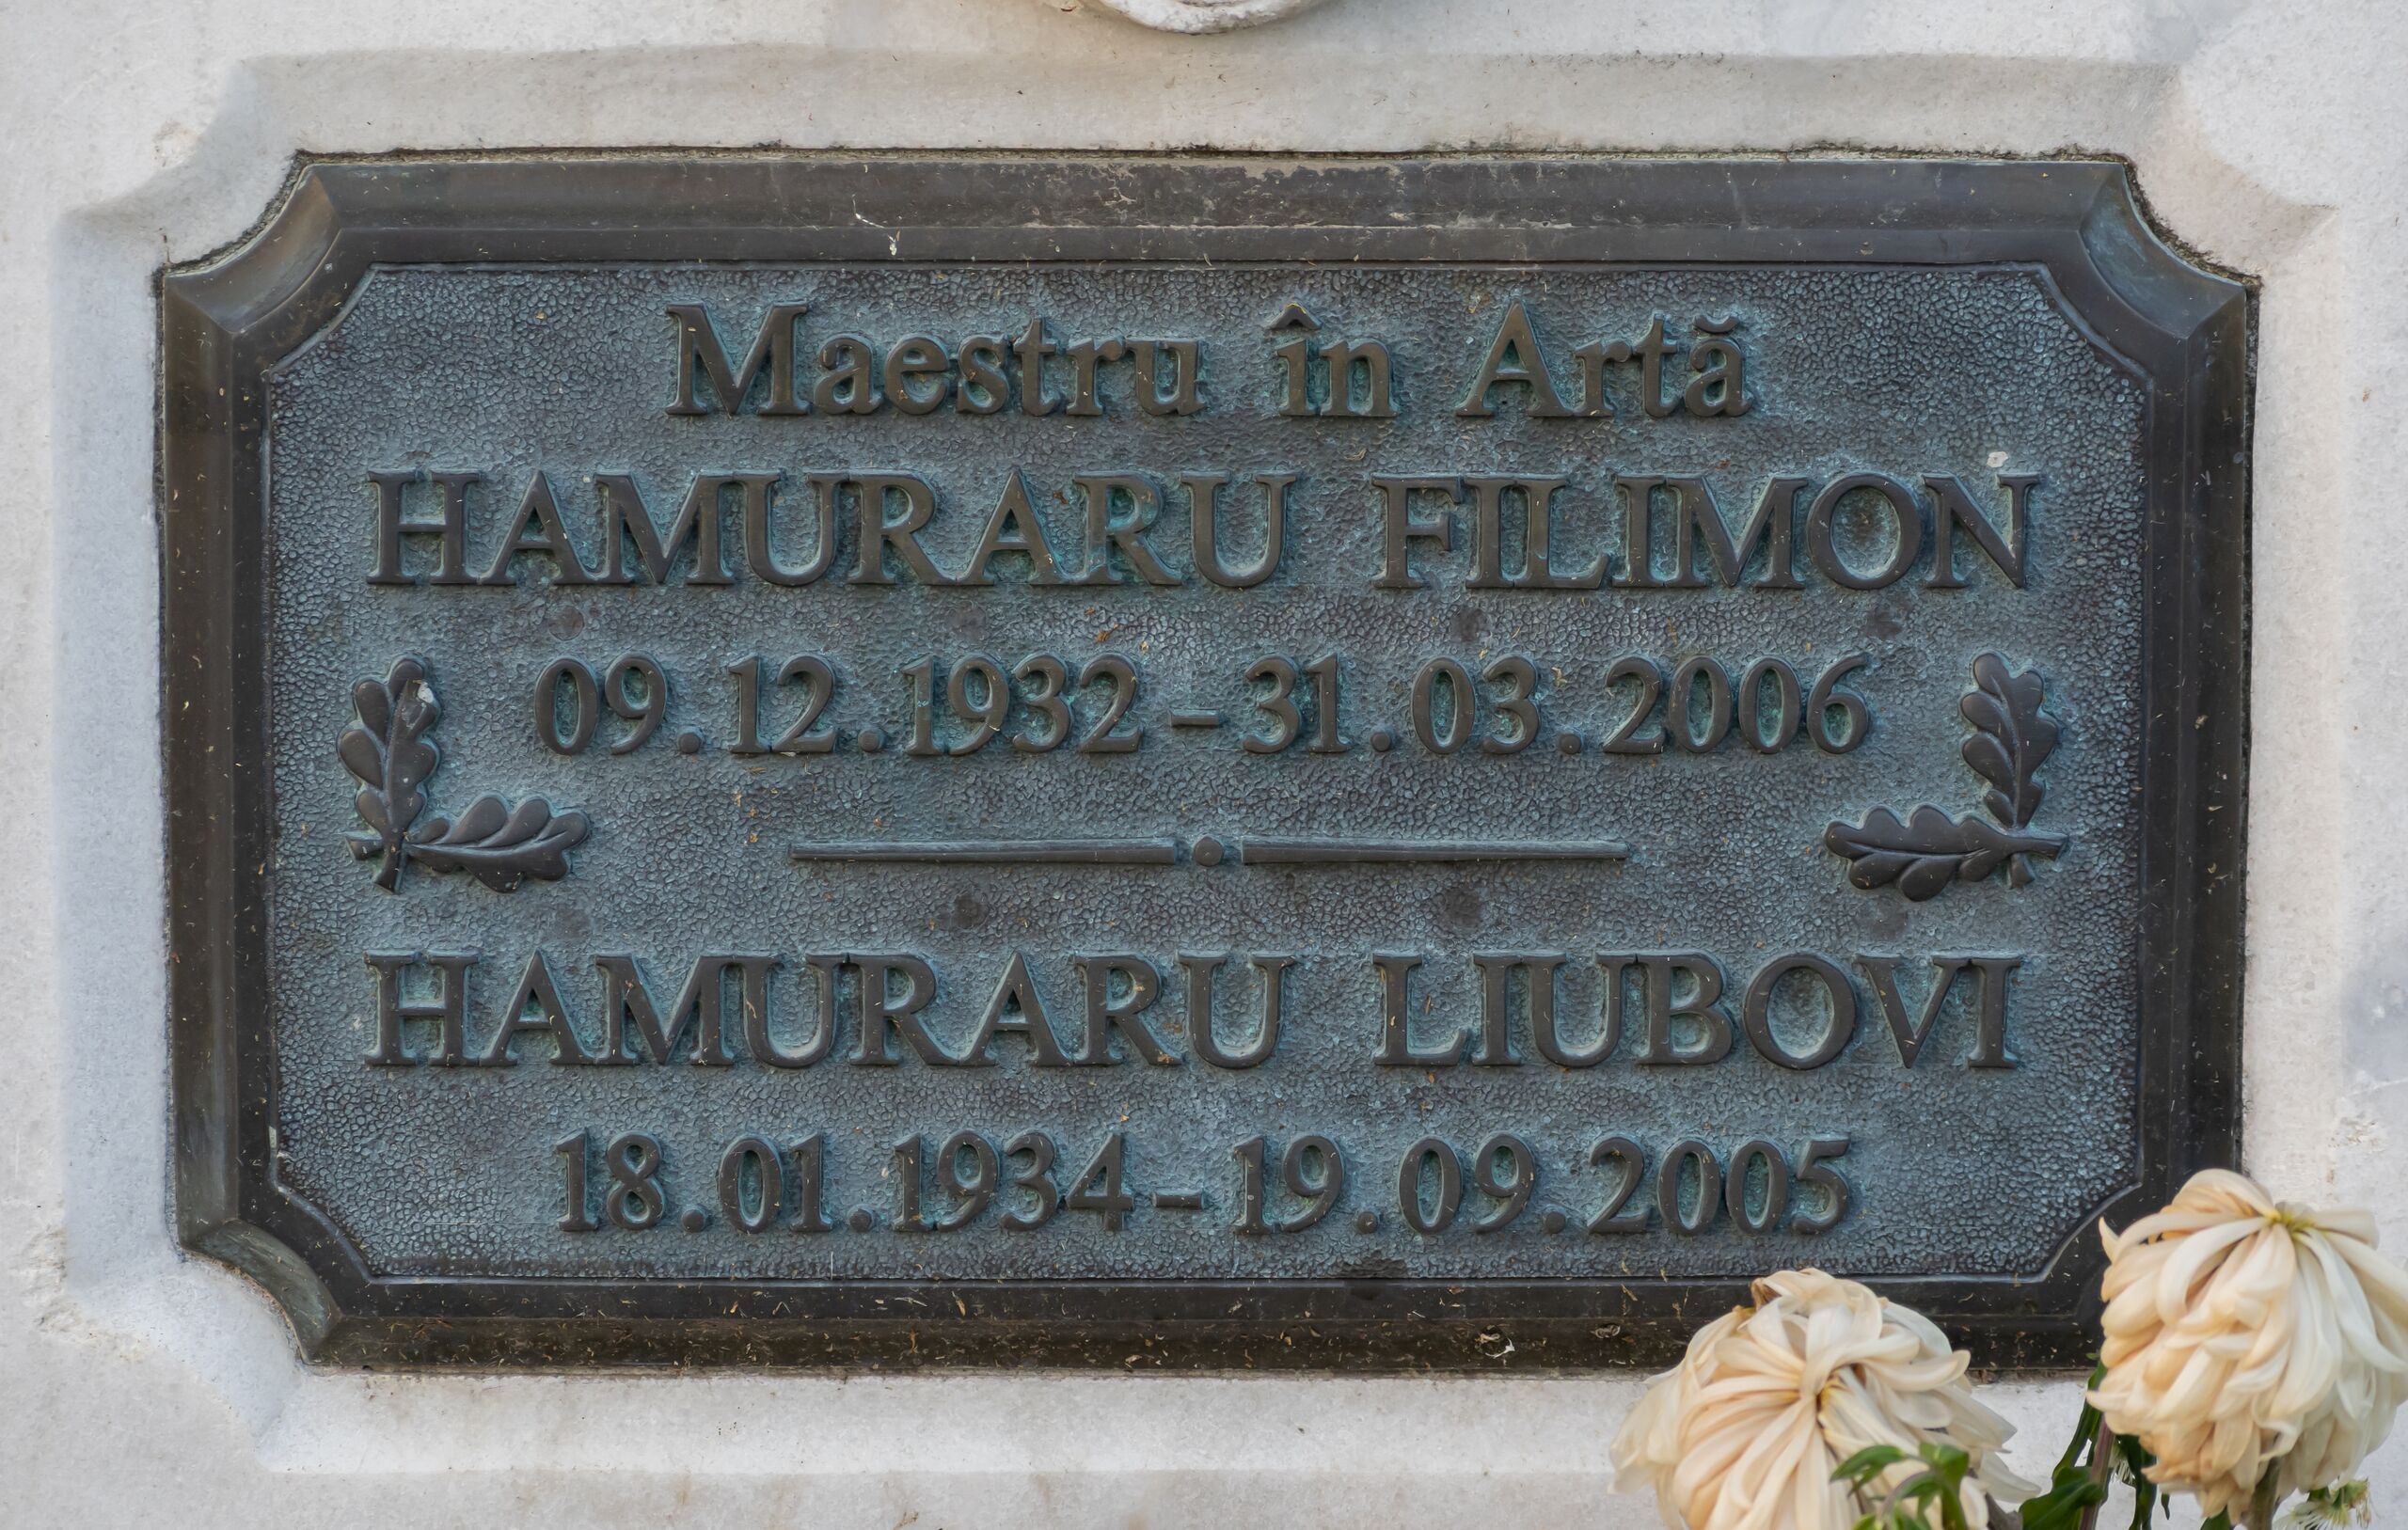 Maestru în Artă
HAMURARU FILIMON
09.12.1932-31.03.2006
HAMURARU LIUBOVI
18.01.1934-19.09.2005